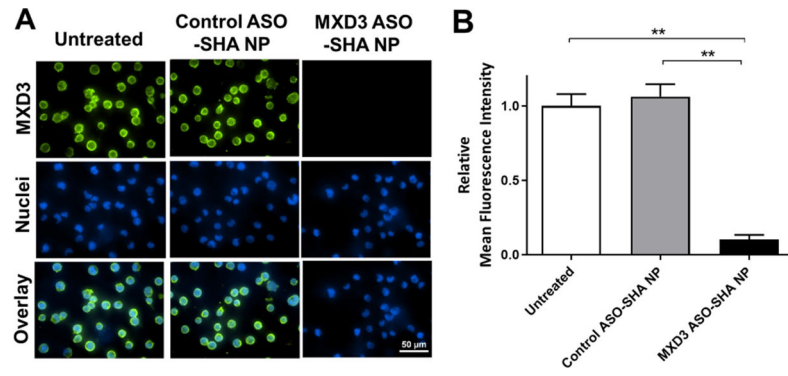 A
Untreated
Control ASO
-SHA NP
MXD3 ASO
-SHA NP
MXD3
Nuclei
Overlay
50 µm
B
**
**
Relative
Mean Fluorescence Intensity
1.0
0.5
0.0
Untreated
Control ASO-SHA NP
MXD3 ASO-SHA NP